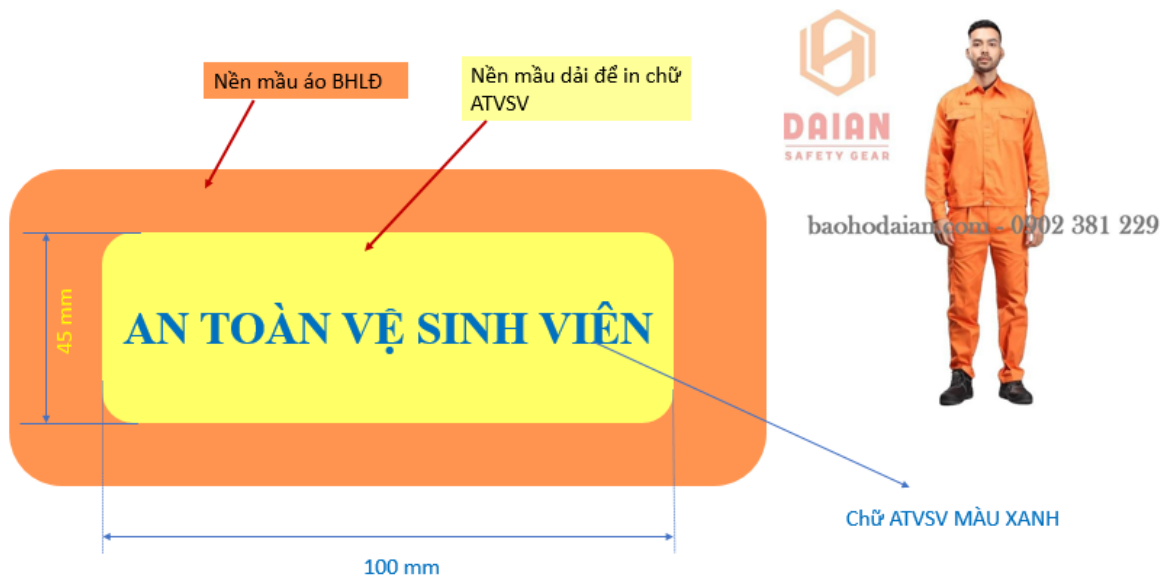 Nền mầu áo BHLĐ
Nền mầu dải để in chữ
ATVSV
DAIAN
SAFETY GEAR
baohodaian.com - 0902 381 229
45 mm
AN TOÀN VỆ SINH VIÊN
Chữ ATVSV MÀU XANH
100 mm